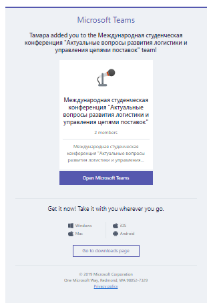 Microsoft Teams
Тамара added you to the Международная студенческая
конференция "Актуальные вопросы развития логистики и
управления цепями поставок" team!
Международная студенческая
конференция "Актуальные
вопросы развития логистики и
управления цепями поставок"
Международная студенческая
конференция "Актуальные вопросы
развития логистики и управления...
Open Microsoft Teams
Get it now! Take it with you wherever you go.
Windows
iOS
Mac
Android
Go to downloads page
© 2019 Microsoft Corporation
One Microsoft Way, Redmond, WA 98052-7329
Privacy policy